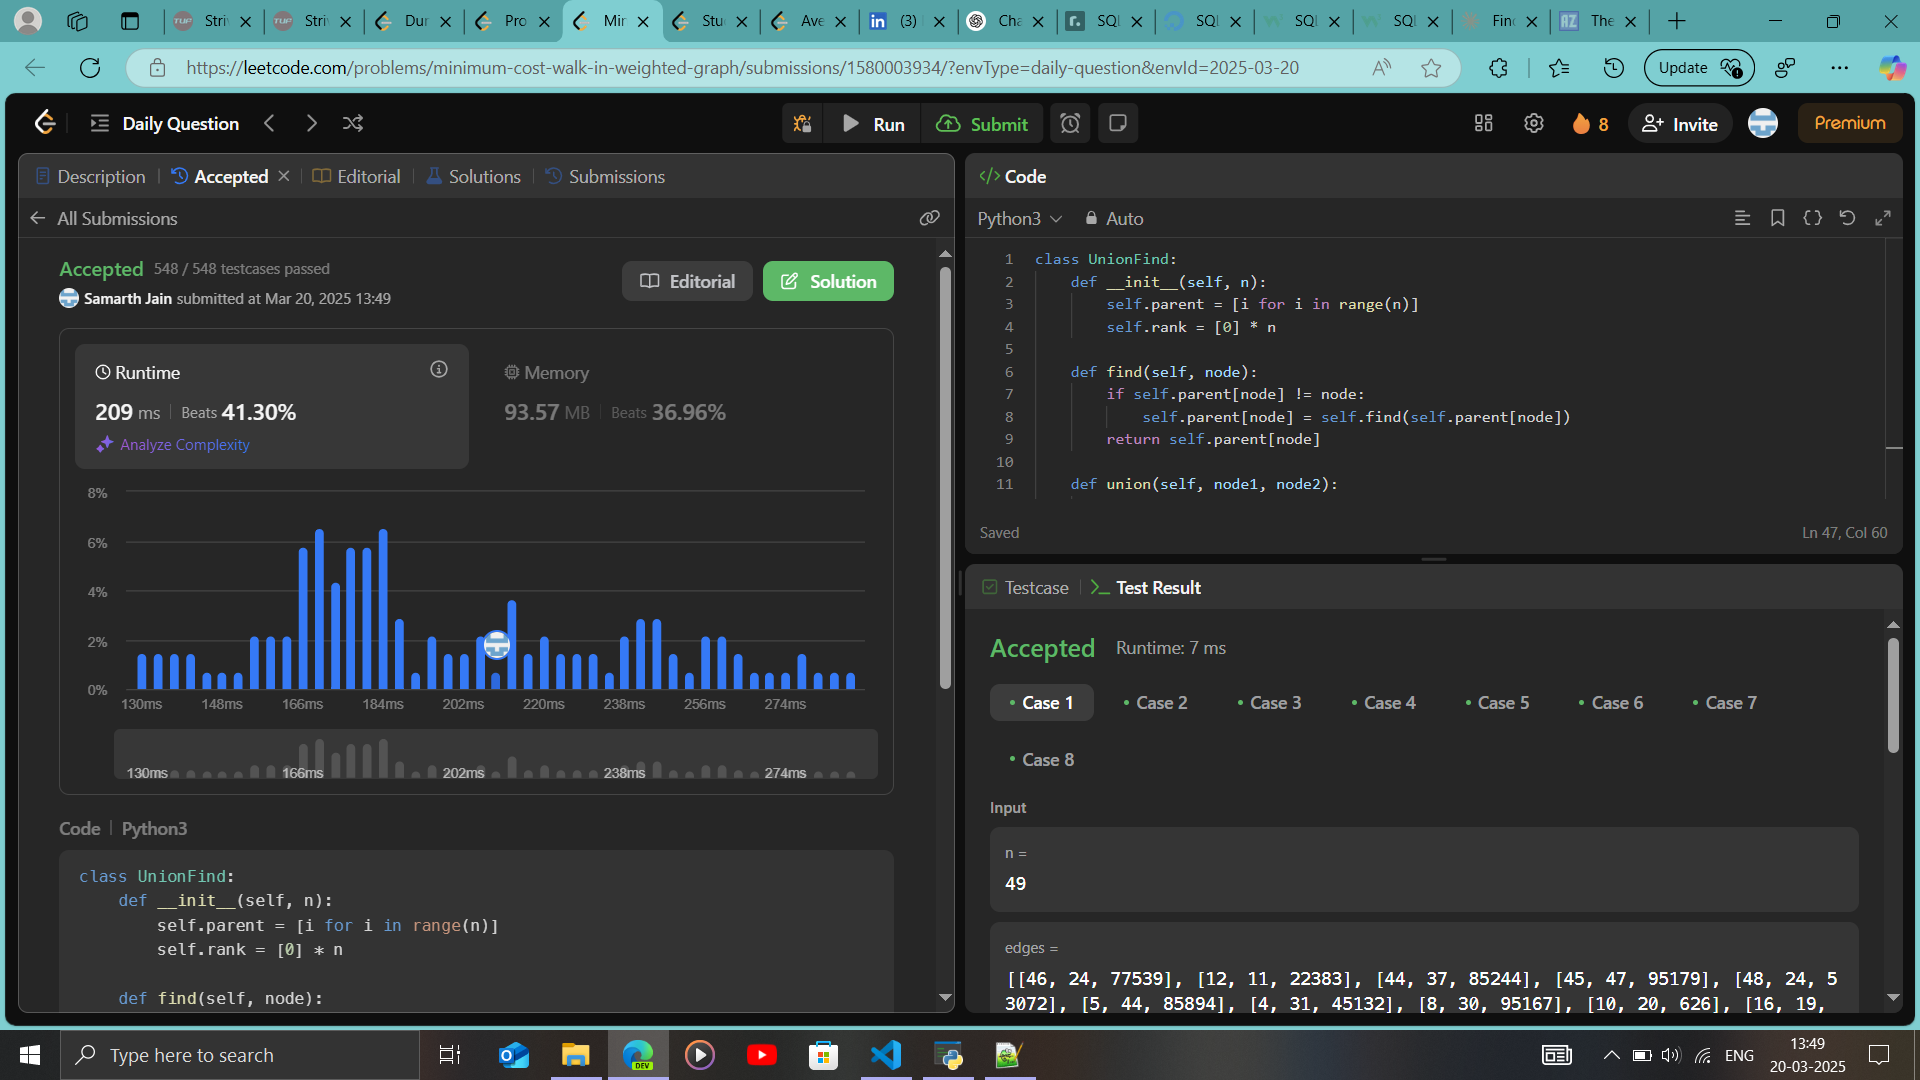 Striv
Striv
Dur
Pro
Mir
Stu
Ave
(3)
Cha
SQL
SQL
SQL
SQL
Find
The
https://leetcode.com/problems/minimum-cost-walk-in-weighted-graph/submissions/1580003934/?envType=daily-question&envId=2025-03-20
Update
Daily Question
Run
Submit
8
Invite
Premium
Description
Accepted
Editorial
Solutions
Submissions
All Submissions
Accepted 548 / 548 testcases passed
Samarth Jain submitted at Mar 20, 2025 13:49
Editorial
Solution
Runtime
209 ms | Beats 41.30%
Analyze Complexity
Memory
93.57 MB | Beats 36.96%
8%
6%
4%
2%
0%
130ms 148ms 166ms 184ms 202ms 220ms 238ms 256ms 274ms
130ms 166ms 202ms 238ms 274ms
Code | Python3
class UnionFind:
def __init__(self, n):
self.parent = [i for i in range(n)]
self.rank = [0] * n
def find(self, node):
</> Code
Python3
Auto
1 class UnionFind:
2 def __init__(self, n):
3 self.parent = [i for i in range(n)]
4 self.rank = [0] * n
5
6 def find(self, node):
7 if self.parent[node] != node:
8 self.parent[node] = self.find(self.parent[node])
9 return self.parent[node]
10
11 def union(self, node1, node2):
Saved
Ln 47, Col 60
Testcase
Test Result
Accepted Runtime: 7 ms
Case 1 Case 2 Case 3 Case 4 Case 5 Case 6 Case 7
Case 8
Input
n =
49
edges =
[[46, 24, 77539], [12, 11, 22383], [44, 37, 85244], [45, 47, 95179], [48, 24, 5
3072], [5, 44, 85894], [4, 31, 45132], [8, 30, 95167], [10, 20, 626], [16, 19,
Type here to search
DEV
ENG
13:49
20-03-2025